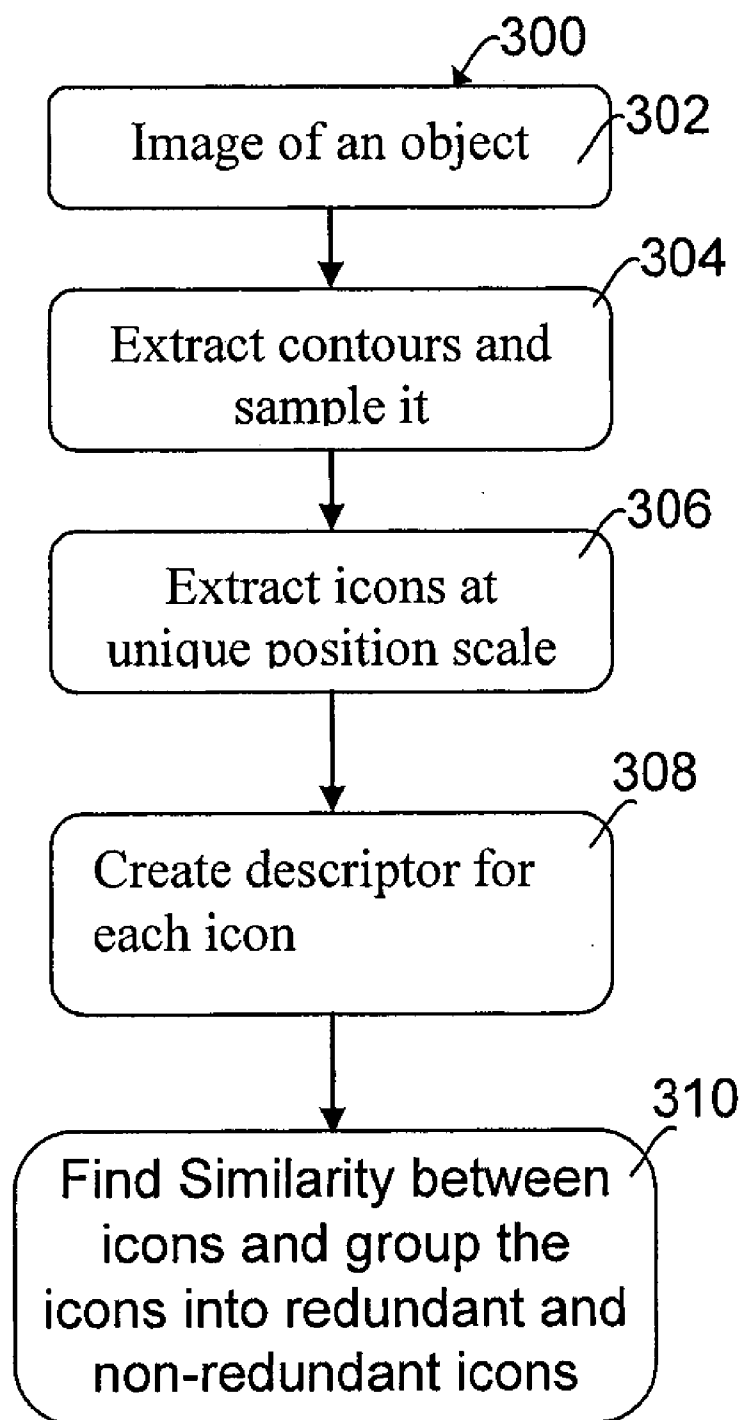 300
302
Image of an object
304
Extract contours and
sample it
306
Extract icons at
unique position scale
308
Create descriptor for
each icon
310
Find Similarity between
icons and group the
icons into redundant and
non-redundant icons